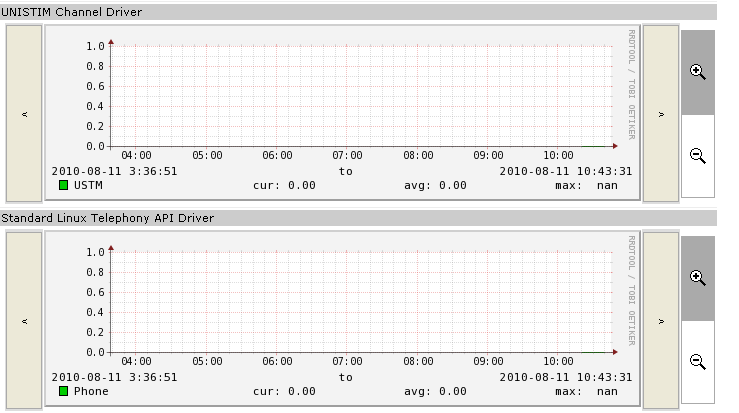 UNISTIM Channel Driver
RRDTOOL / TOBI OETIKER
1.0
0.8
0.6
0.4
0.2
0.0
04:00 05:00 06:00 07:00 08:00 09:00 10:00
2010-08-11 3:36:51 to 2010-08-11 10:43:31
USTM cur: 0.00 avg: 0.00 max: nan
<
>
Standard Linux Telephony API Driver
RRDTOOL / TOBI OETIKER
1.0
0.8
0.6
0.4
0.2
0.0
04:00 05:00 06:00 07:00 08:00 09:00 10:00
2010-08-11 3:36:51 to 2010-08-11 10:43:31
Phone cur: 0.00 avg: 0.00 max: nan
<
>